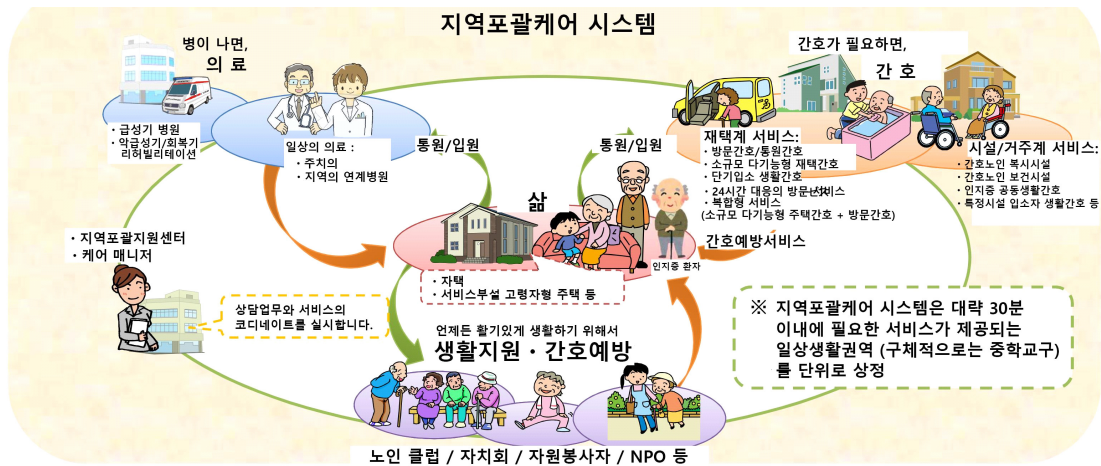 지역포괄케어 시스템
병이 나면,
의 료
· 급성기 병원
· 악급성기/회복기
리허빌리테이션
일상의 의료 :
· 주치의
· 지역의 연계병원
통원/입원
통원/입원
간호가 필요하면,
간 호
재택계 서비스:
· 방문간호/통원간호
· 소규모 다기능형 재택간호
· 단기입소 생활간호
· 24시간 대응의 방문 서비스
· 복합형 서비스
(소규모 다기능형 주택간호 + 방문간호)
시설/거주계 서비스:
· 간호노인 복시시설
· 간호노인 보건시설
· 인지증 공동생활간호
· 특정시설 입소자 생활간호 등
삶
인지증 환자
간호예방서비스
· 자택
· 서비스부설 고령자형 주택 등
· 지역포괄지원센터
· 케어 매니저
상담업무와 서비스의
코디네이트를 실시합니다.
언제든 활기있게 생활하기 위해서
생활지원 · 간호예방
노인 클럽 / 자치회 / 자원봉사자 / NPO 등
※ 지역포괄케어 시스템은 대략 30분
이내에 필요한 서비스가 제공되는
일상생활권역 (구체적으로는 중학교구)
를 단위로 상정